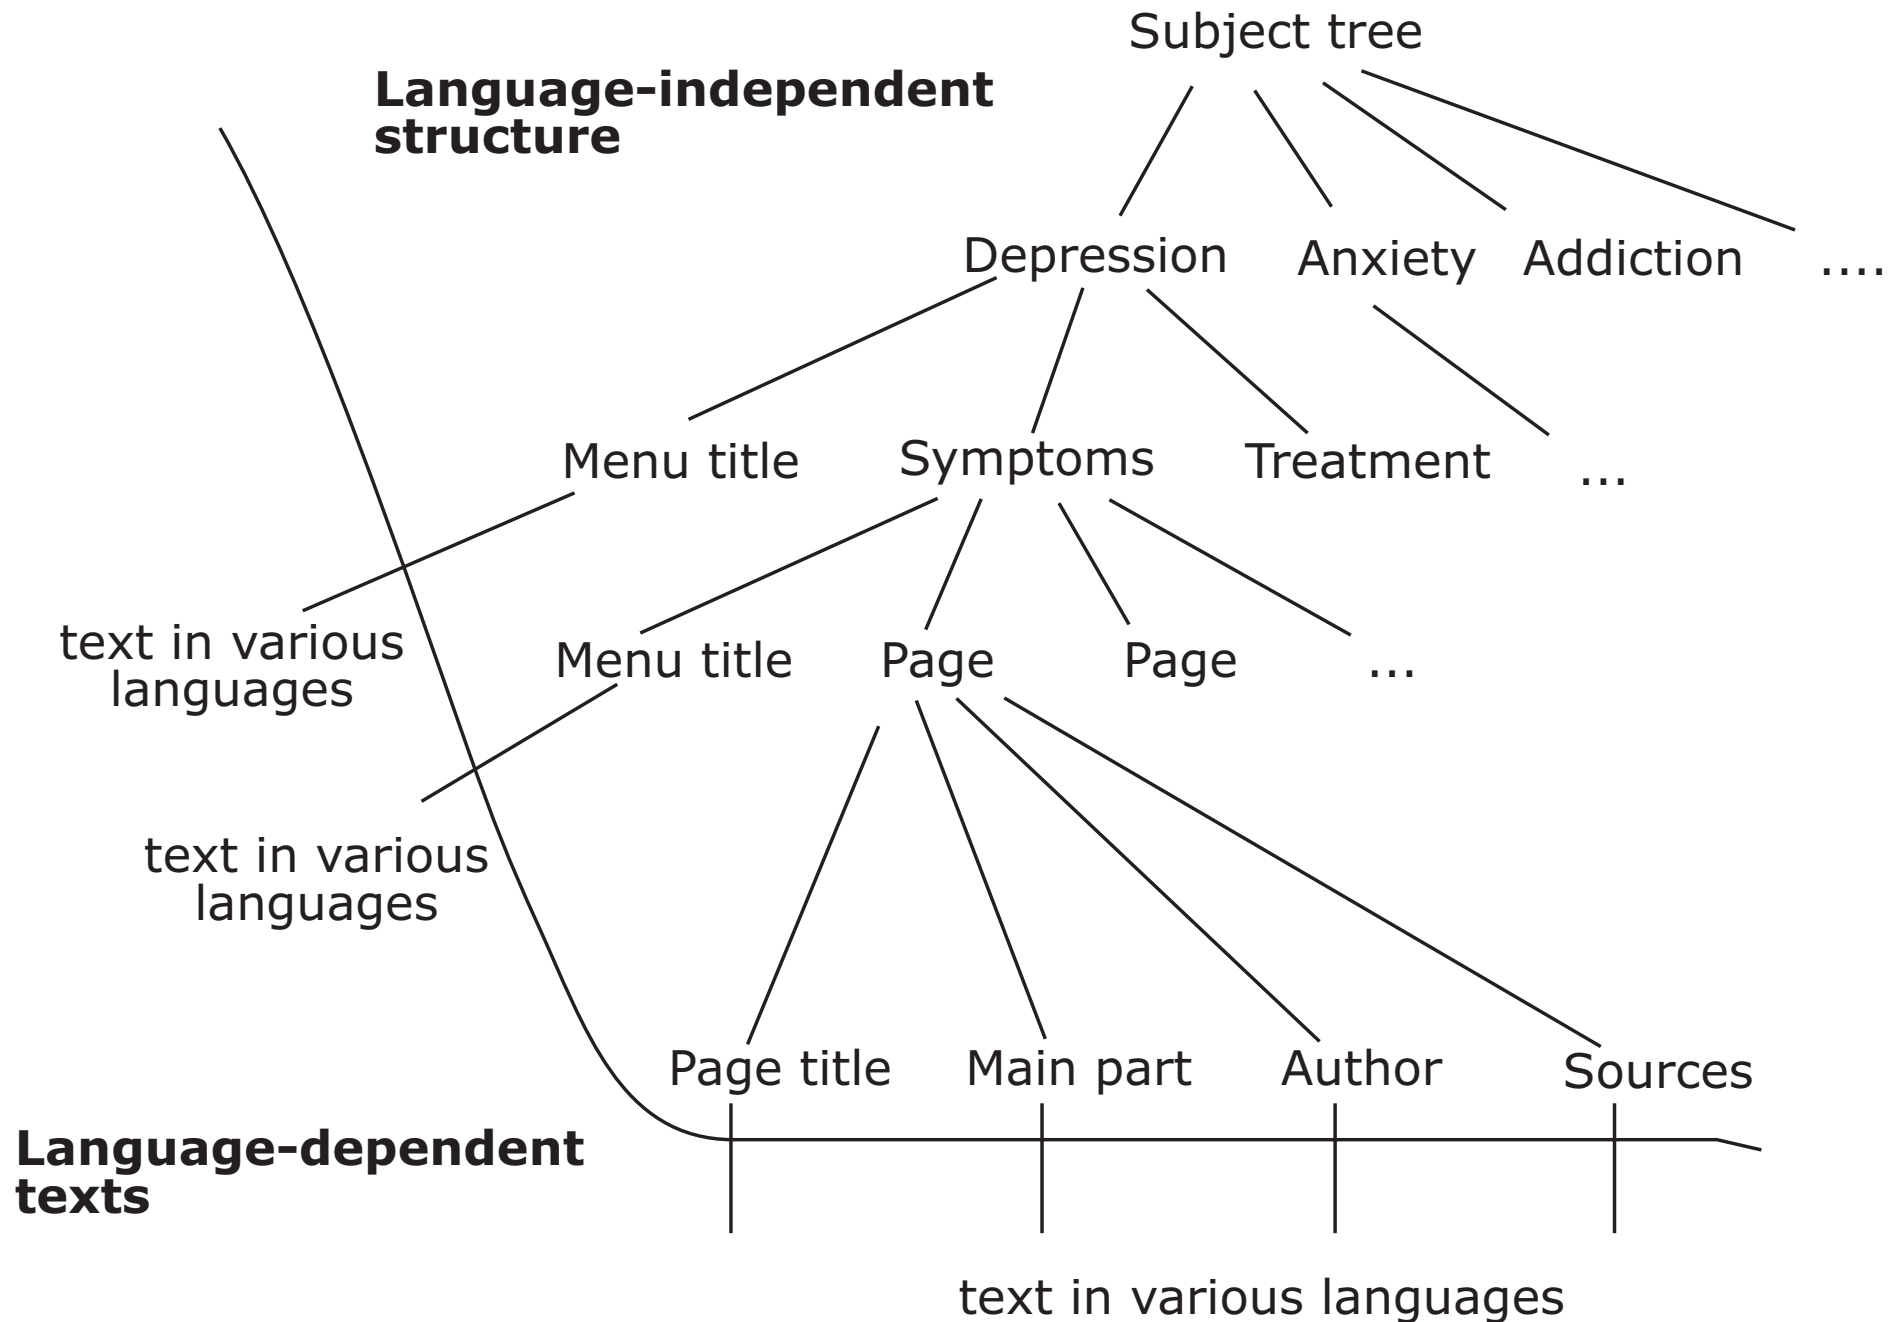 Subject tree
Language-independent
structure
Depression
Anxiety
Addiction
....
Menu title
Symptoms
Treatment
...
text in various
languages
Menu title
Page
Page
...
text in various
languages
Page title
Main part
Author
Sources
Language-dependent
texts
text in various languages